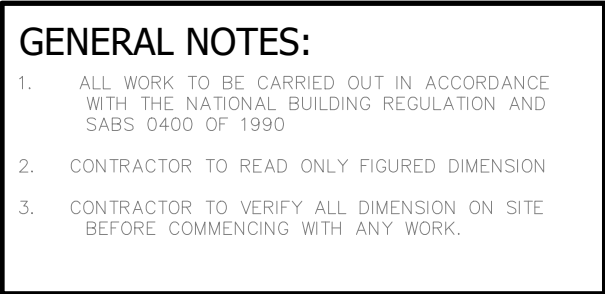 GENERAL NOTES:
1. ALL WORK TO BE CARRIED OUT IN ACCORDANCE
WITH THE NATIONAL BUILDING REGULATION AND
SABS 0400 OF 1990
2. CONTRACTOR TO READ ONLY FIGURED DIMENSION
3. CONTRACTOR TO VERIFY ALL DIMENSION ON SITE
BEFORE COMMENCING WITH ANY WORK.